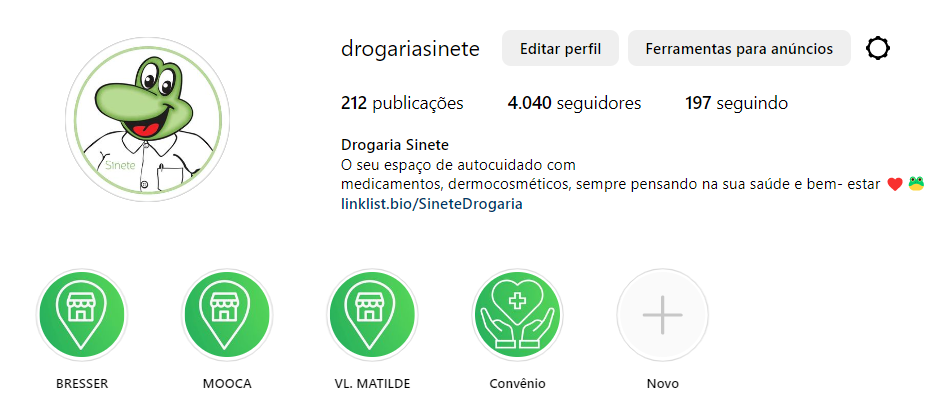 drogariasinete Editar perfil Ferramentas para anúncios
212 publicações 4.040 seguidores 197 seguindo
Drogaria Sinete
O seu espaço de autocuidado com
medicamentos, dermocosméticos, sempre pensando na sua saúde e bem- estar ❤️🐸
linklist.bio/SineteDrogaria
Sinete
BRESSER MOOCA VL. MATILDE Convênio Novo